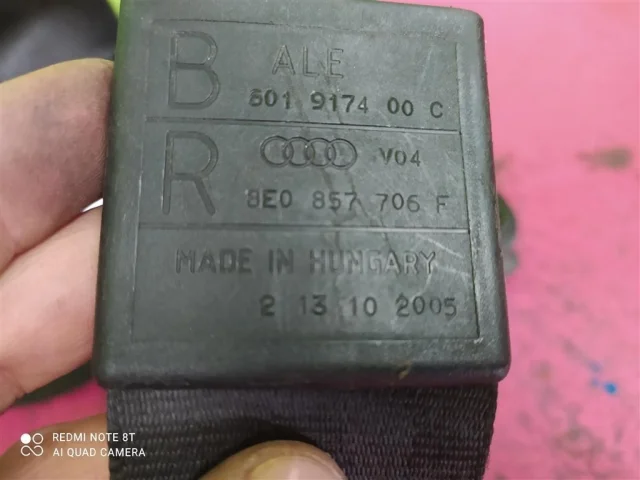 B ALE
601 9174 00 C
R V04
8E0 857 706 F
MADE IN HUNGARY
2 13 10 2005
REDMI NOTE 8T
AI QUAD CAMERA